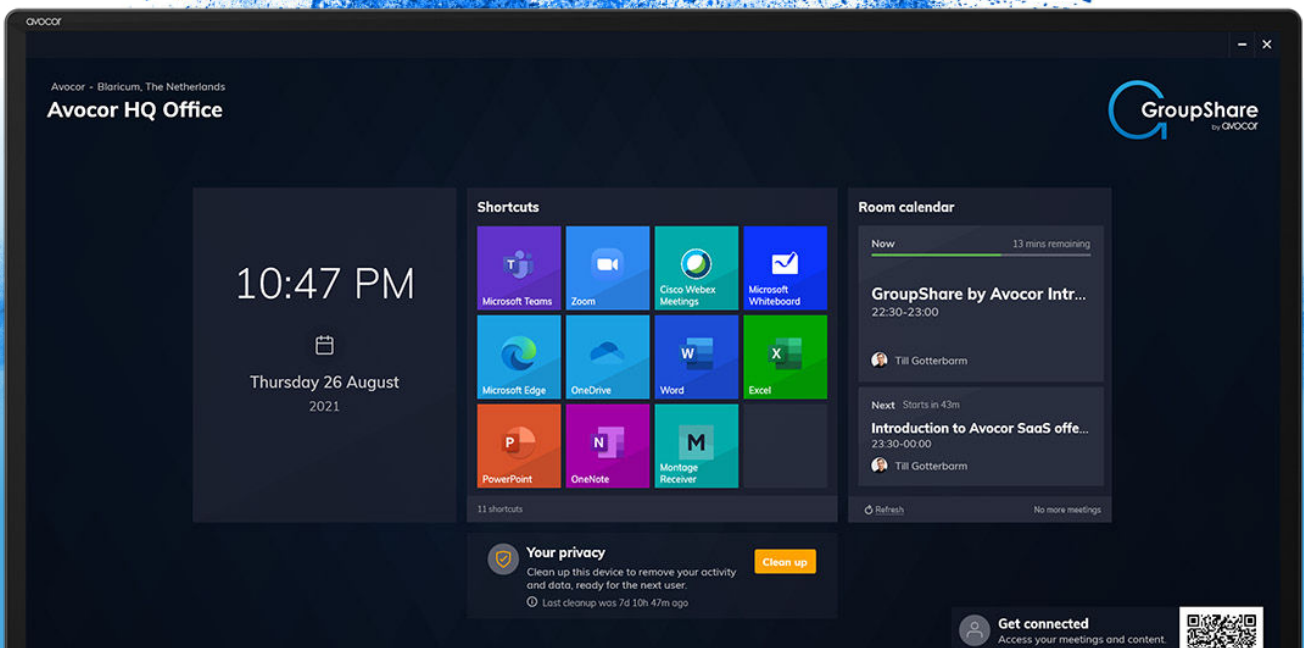 avocor
Avocor - Blaricum, The Netherlands
Avocor HQ Office
GroupShare
by avocor
10:47 PM
Thursday 26 August
2021
Shortcuts
Microsoft Teams
Zoom
Cisco Webex
Meetings
Microsoft
Whiteboard
Microsoft Edge
OneDrive
W
Word
X
Excel
P
PowerPoint
N
OneNote
M
Montage
Receiver
11 shortcuts
Room calendar
Now 13 mins remaining
GroupShare by Avocor Intr...
22:30-23:00
Till Gotterbarm
Next Starts in 43m
Introduction to Avocor SaaS offe...
23:30-00:00
Till Gotterbarm
Refresh No more meetings
Your privacy
Clean up this device to remove your activity
and data, ready for the next user.
Last cleanup was 7d 10h 47m ago
Clean up
Get connected
Access your meetings and content.